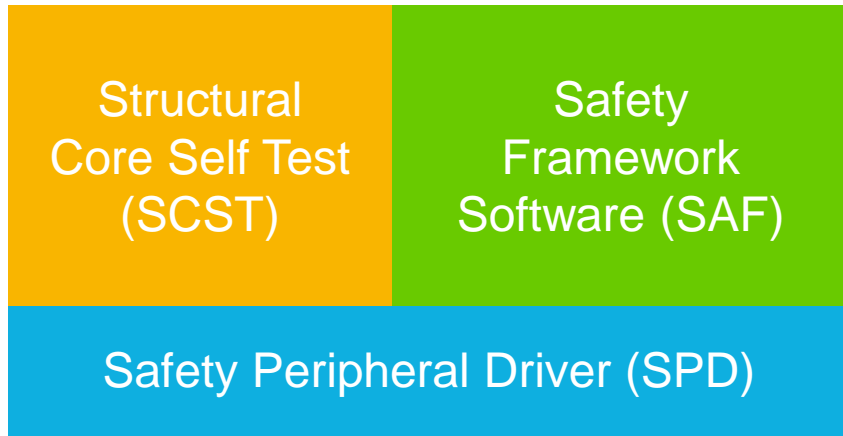 Structural
Core Self Test
(SCST)
Safety
Framework
Software (SAF)
Safety Peripheral Driver (SPD)